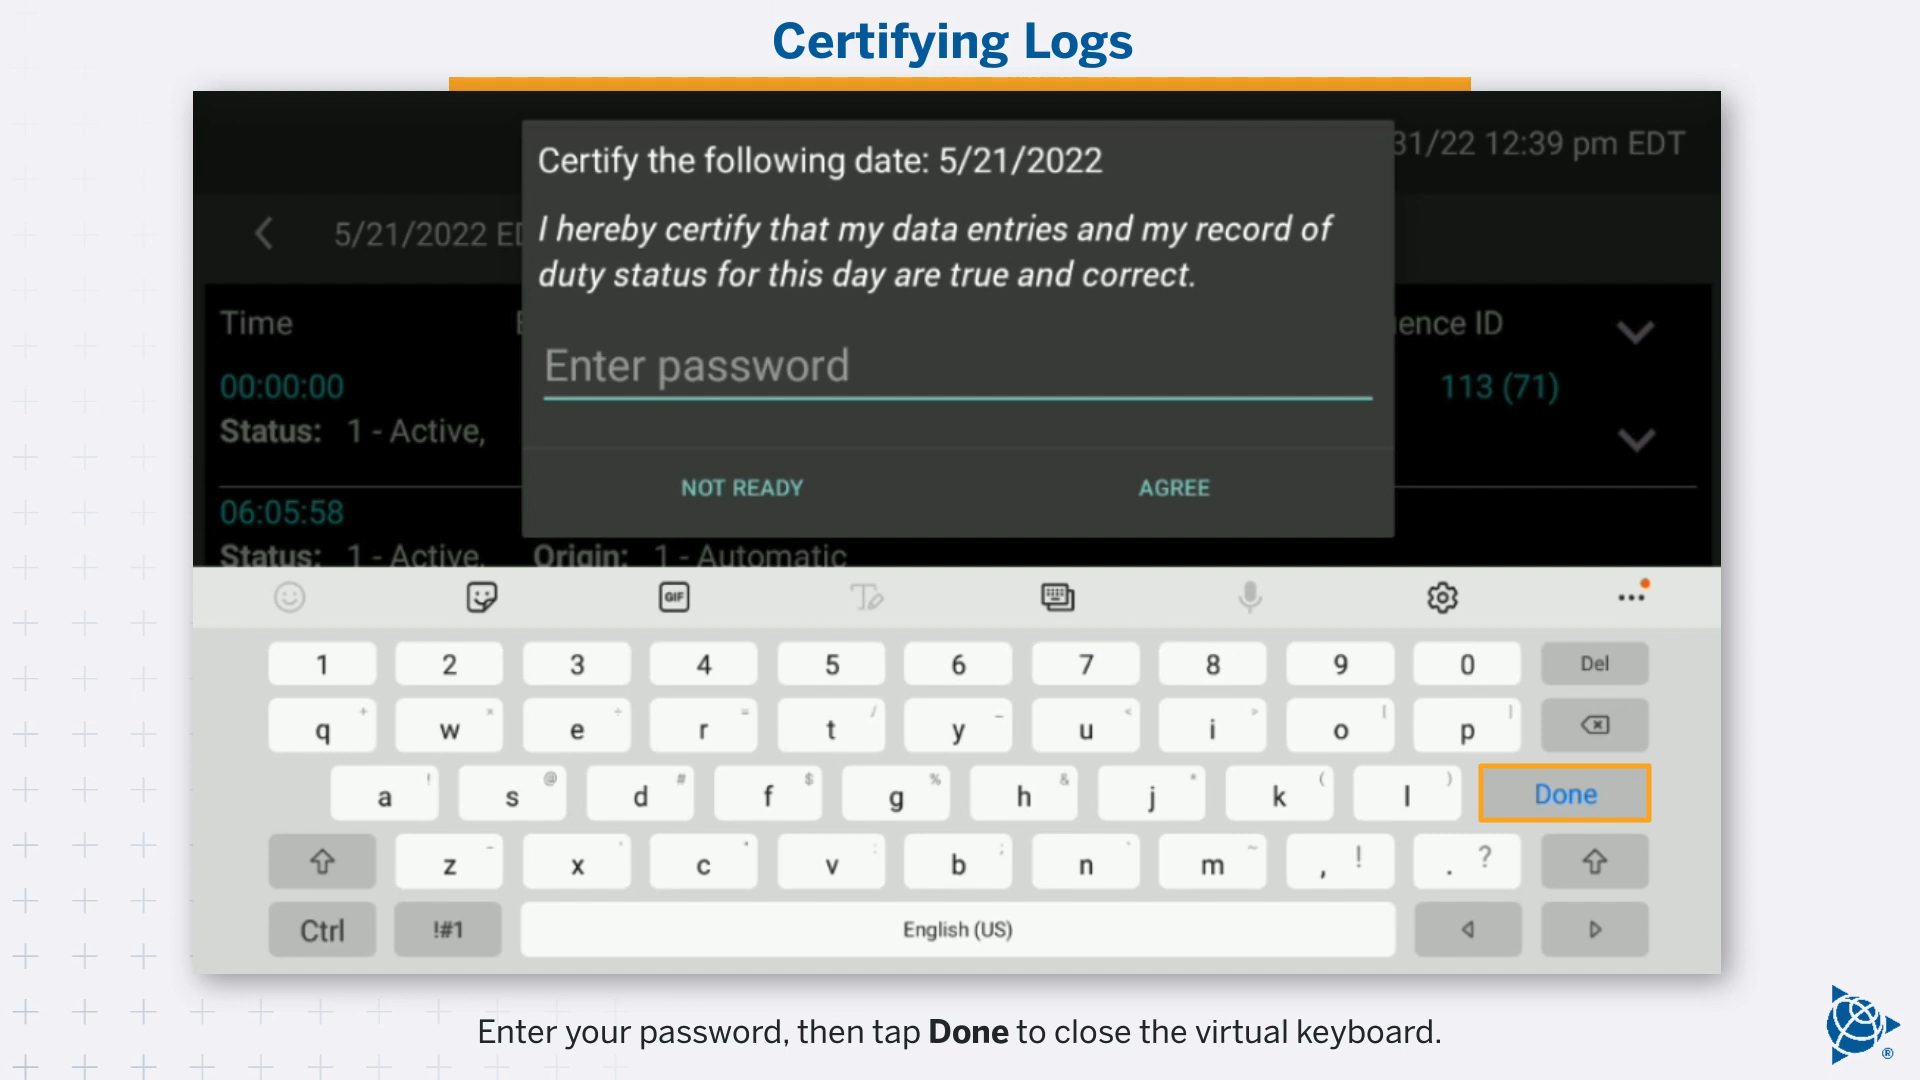 Certifying Logs
31/22 12:39 pm EDT
Certify the following date: 5/21/2022
5/21/2022
I hereby certify that my data entries and my record of
duty status for this day are true and correct.
Time
ence ID
Enter password
00:00:00
113 (71)
Status: 1 - Active,
NOT READY
AGREE
06:05:58
Status: 1 - Active, Origin: 1 - Automatic
GIF
1 2 3 4 5 6 7 8 9 0 Del
q + w × e ÷ r = t / y _ u < i > o [ p ]
a ! s @ d # f $ g % h & j * k ( l ) Done
z - x ' c " v : b ; n ` m ~ , ! . ?
Ctrl !#1 English (US)
Enter your password, then tap Done to close the virtual keyboard.
®